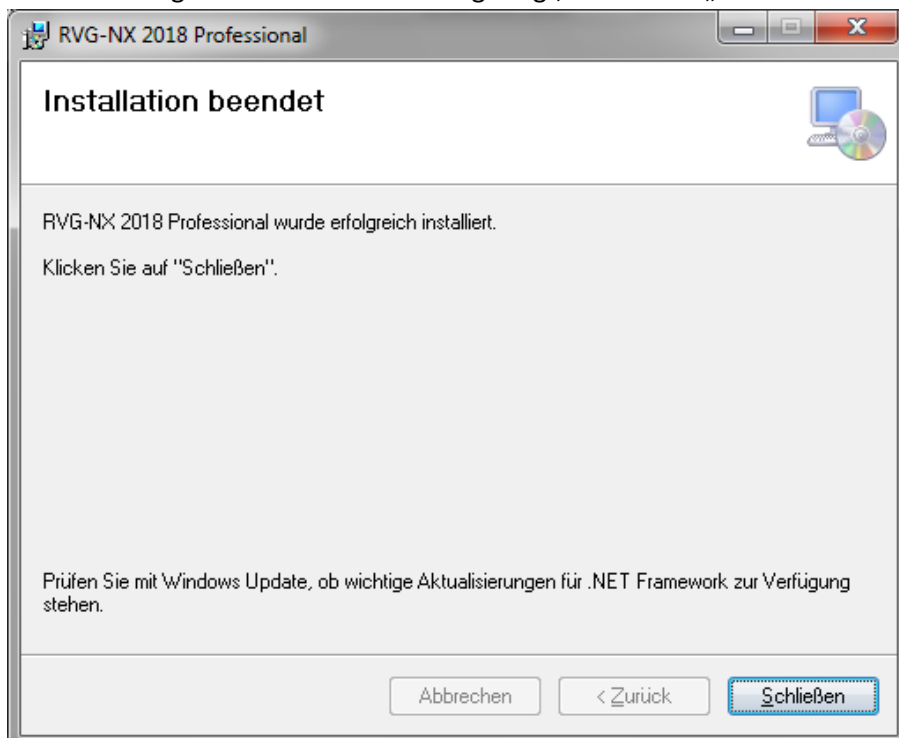 RVG-NX 2018 Professional
Installation beendet
RVG-NX 2018 Professional wurde erfolgreich installiert.
Klicken Sie auf "Schließen".
Prüfen Sie mit Windows Update, ob wichtige Aktualisierungen für .NET Framework zur Verfügung
stehen.
Abbrechen
< Zurück
Schließen